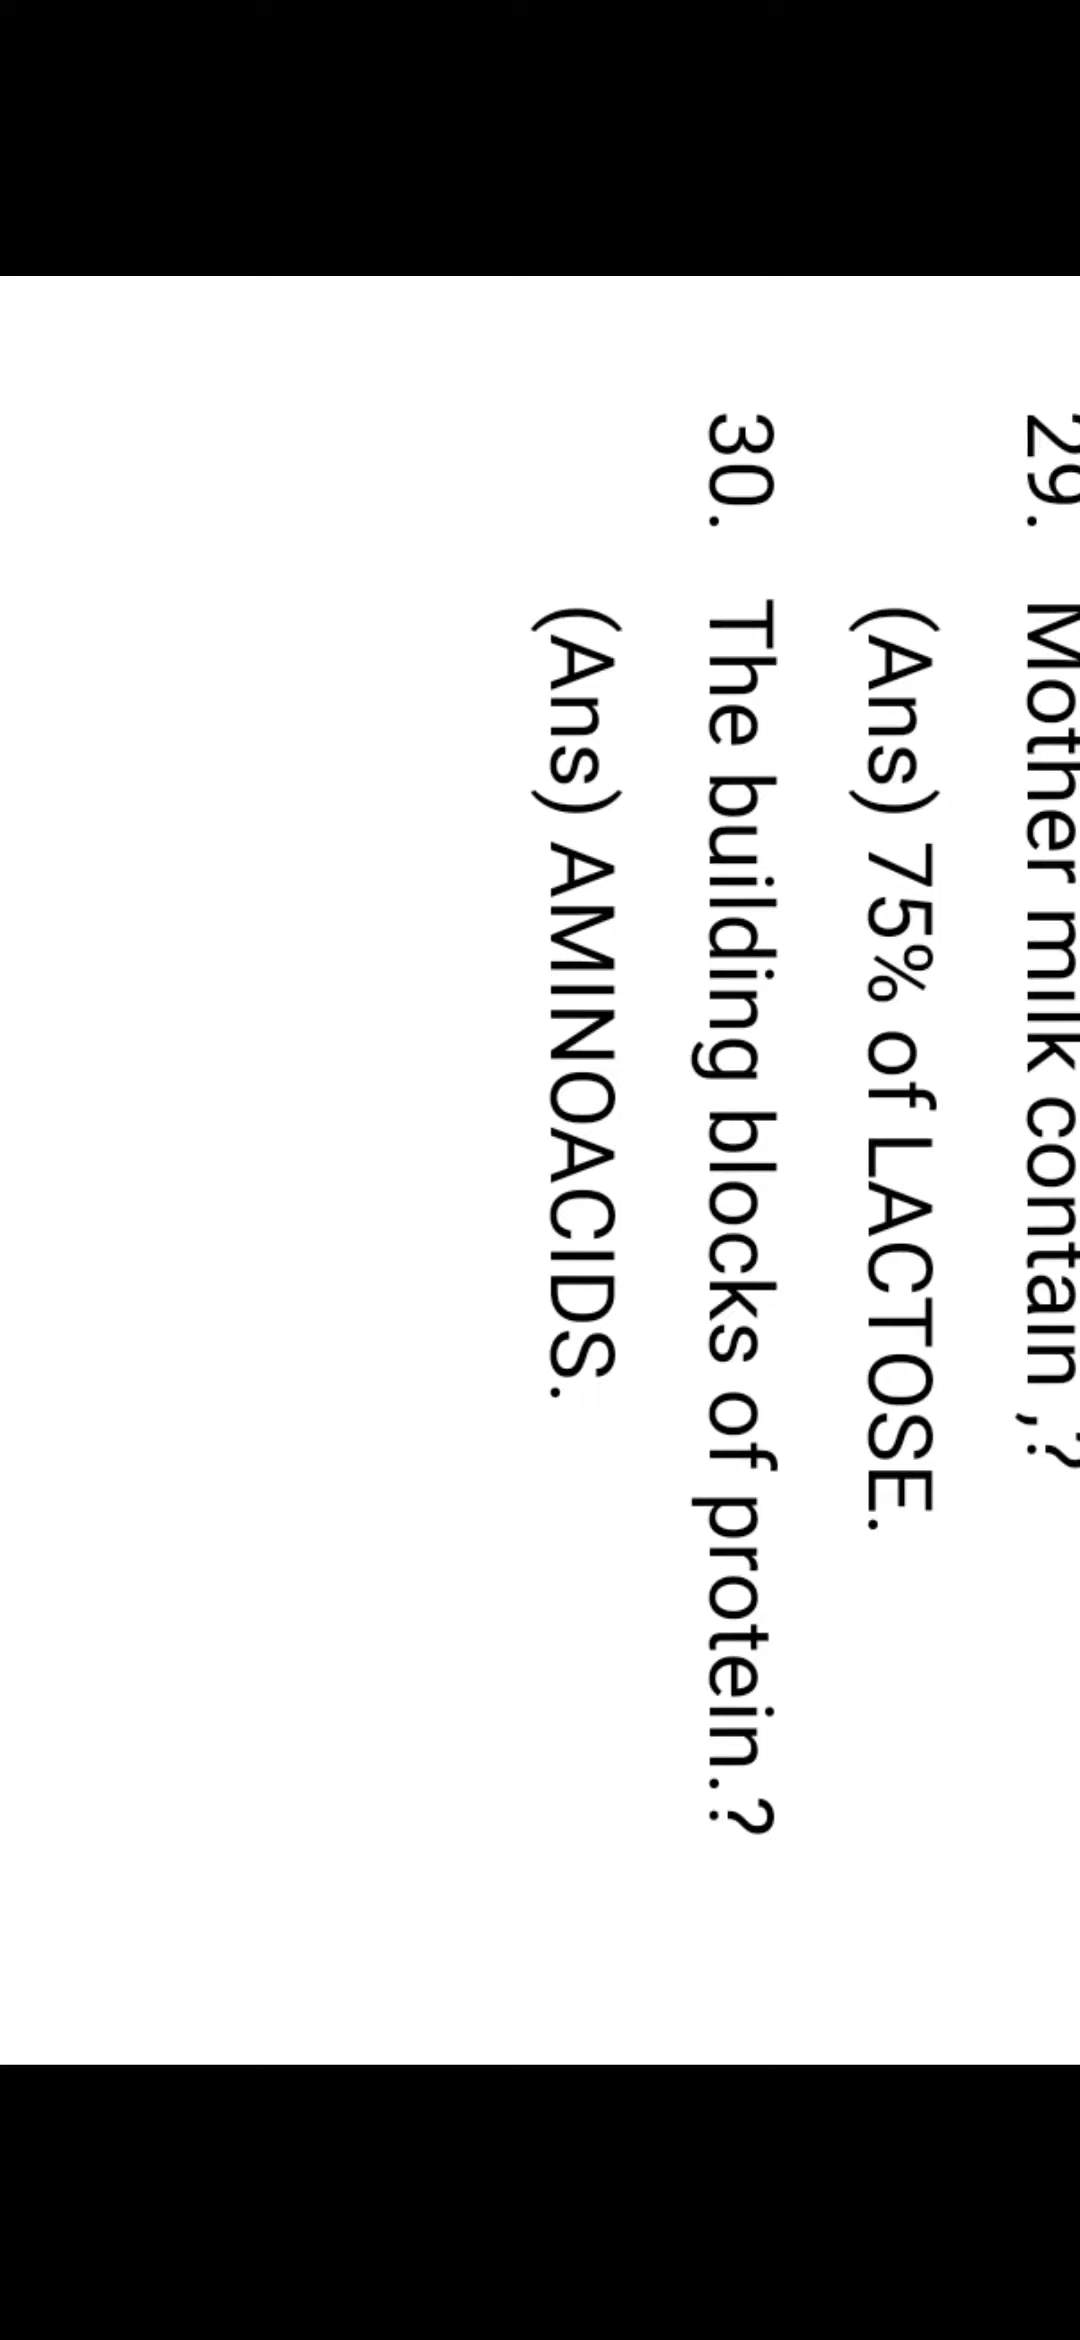 29. Mother milk contain ,?
(Ans) 75% of LACTOSE.
30. The building blocks of protein.?
(Ans) AMINOACIDS.